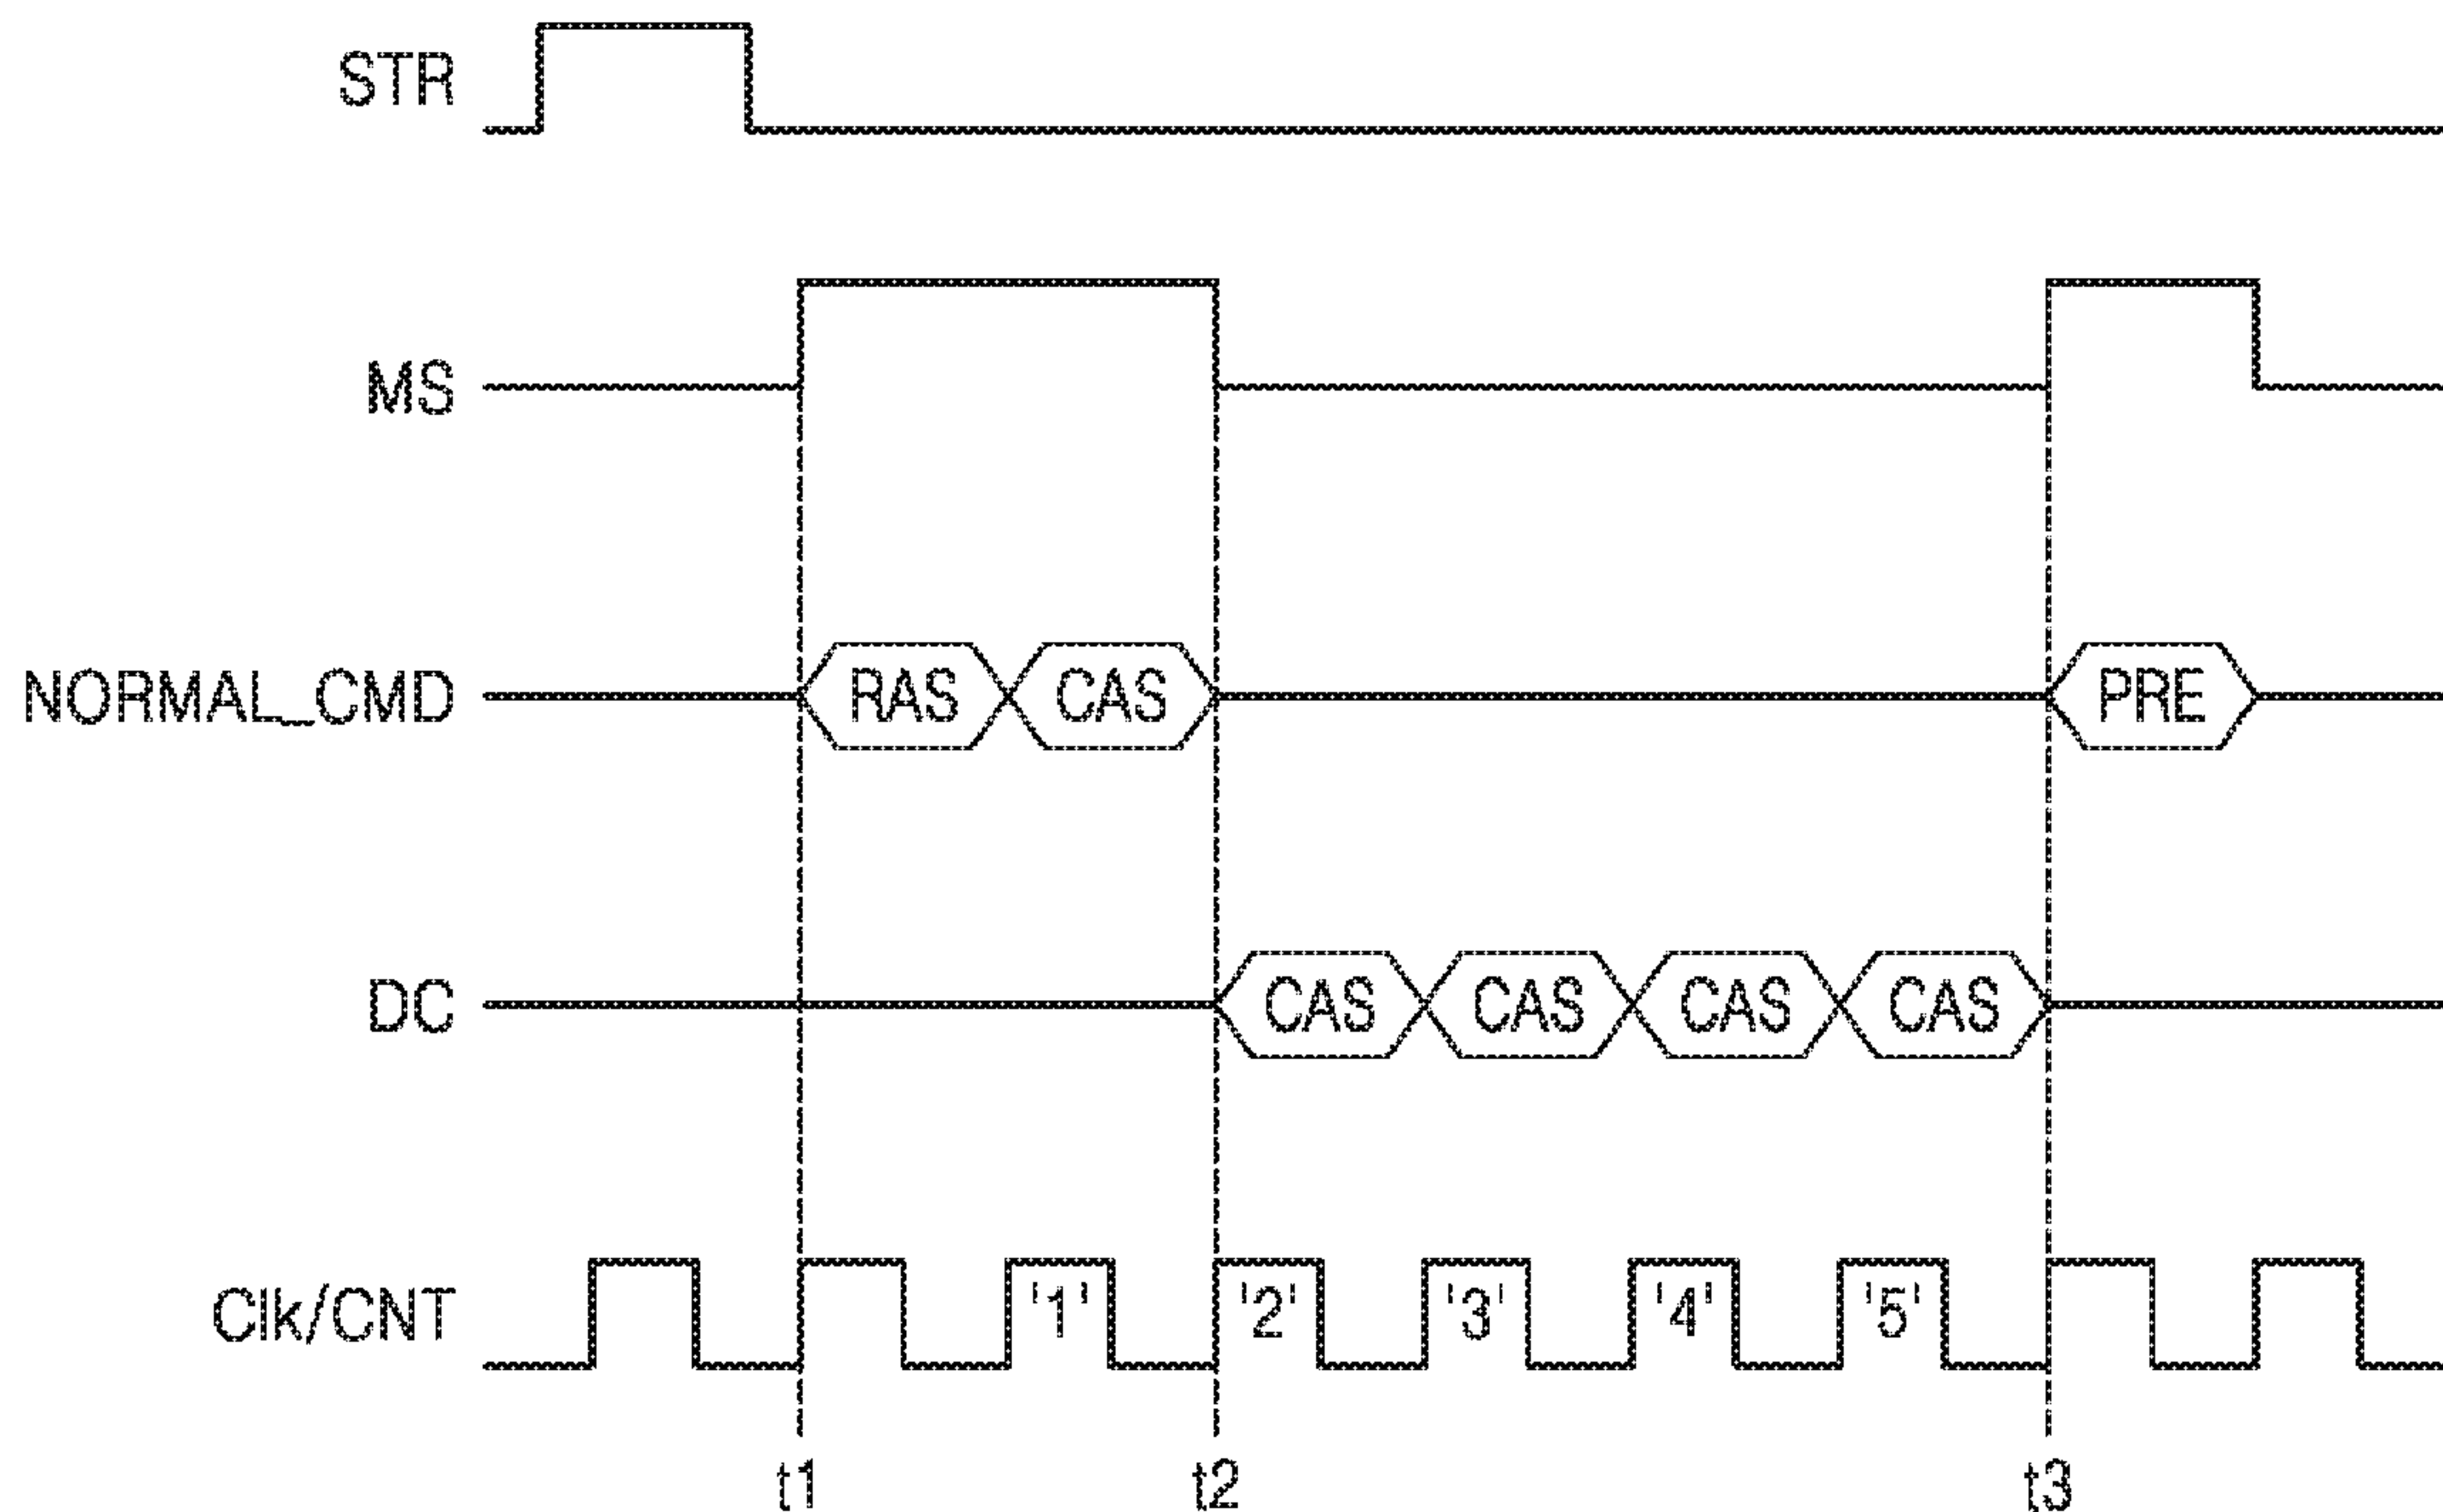 STR
MS
NORMAL_CMD RAS CAS PRE
DC CAS CAS CAS CAS
Clk/CNT '1' '2' '3' '4' '5'
t1 t2 t3